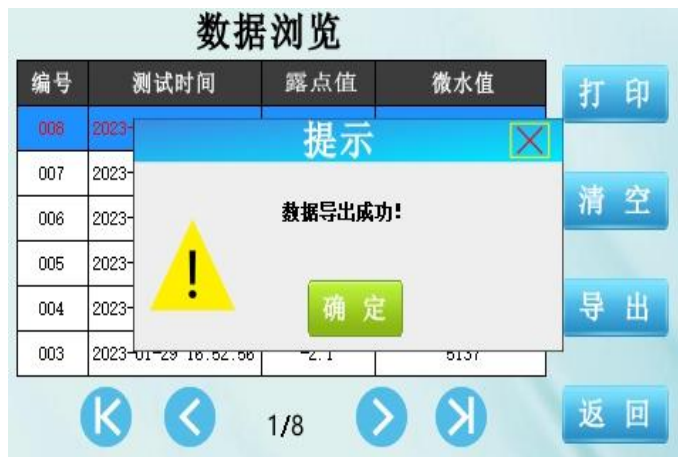 数据浏览
编号 测试时间 露点值 微水值
打 印
008 2023-
提示
007 2023-
数据导出成功!
清 空
006 2023-
005 2023-
!
004 2023-
确 定
导 出
003 2023-01-29 16:52:56 -2.1 5137
1/8
返 回